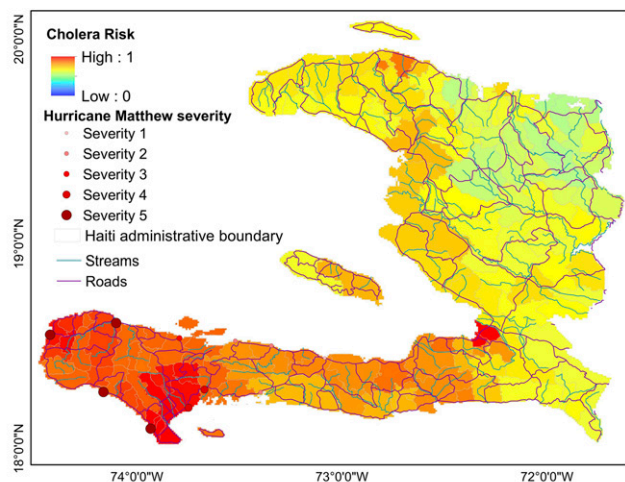 Cholera Risk
High : 1
Low : 0
Hurricane Matthew severity
Severity 1
Severity 2
Severity 3
Severity 4
Severity 5
Haiti administrative boundary
Streams
Roads
20°0'0"N
19°0'0"N
18°0'0"N
74°0'0"W
73°0'0"W
72°0'0"W